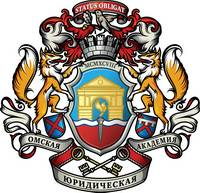 STATUS OBLIGAT
MCMXCVIII
ОМСКАЯ
АКАДЕМИЯ
ЮРИДИЧЕСКАЯ